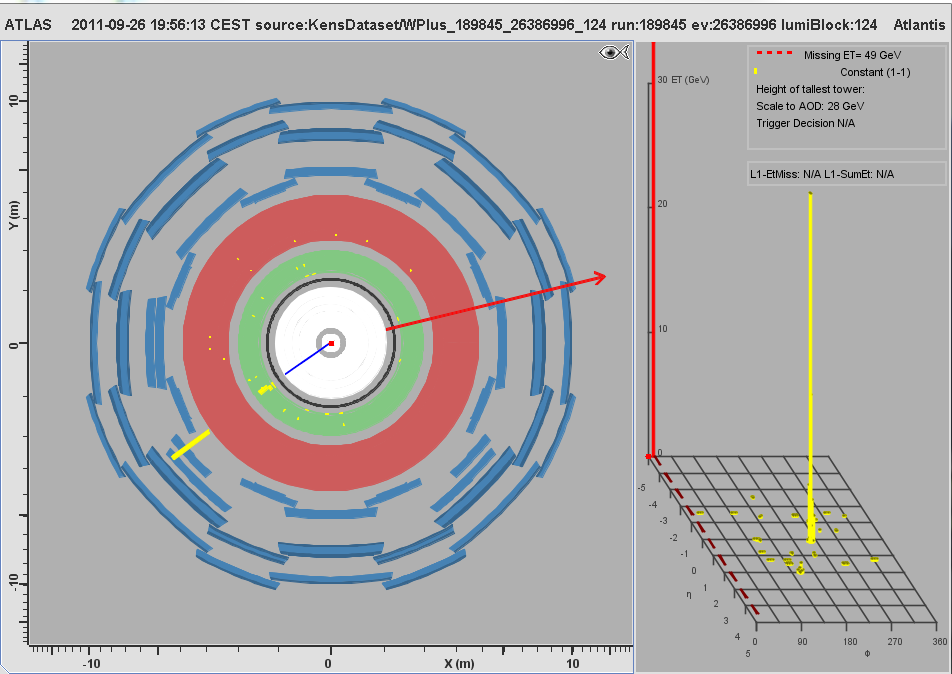 ATLAS 2011-09-26 19:56:13 CEST source:KensDataset/WPlus_189845_26386996_124 run:189845 ev:26386996 lumiBlock:124 Atlantis
10
Y (m)
0
-10
-10
0
X (m)
10
30 ET (GeV)
20
10
0
Missing ET= 49 GeV
Constant (1-1)
Height of tallest tower:
Scale to AOD: 28 GeV
Trigger Decision N/A
L1-EtMiss: N/A L1-SumEt: N/A
-5
-4
-3
-2
-1
0
1
2
3
4
5
η
0
90
180
270
360
Φ